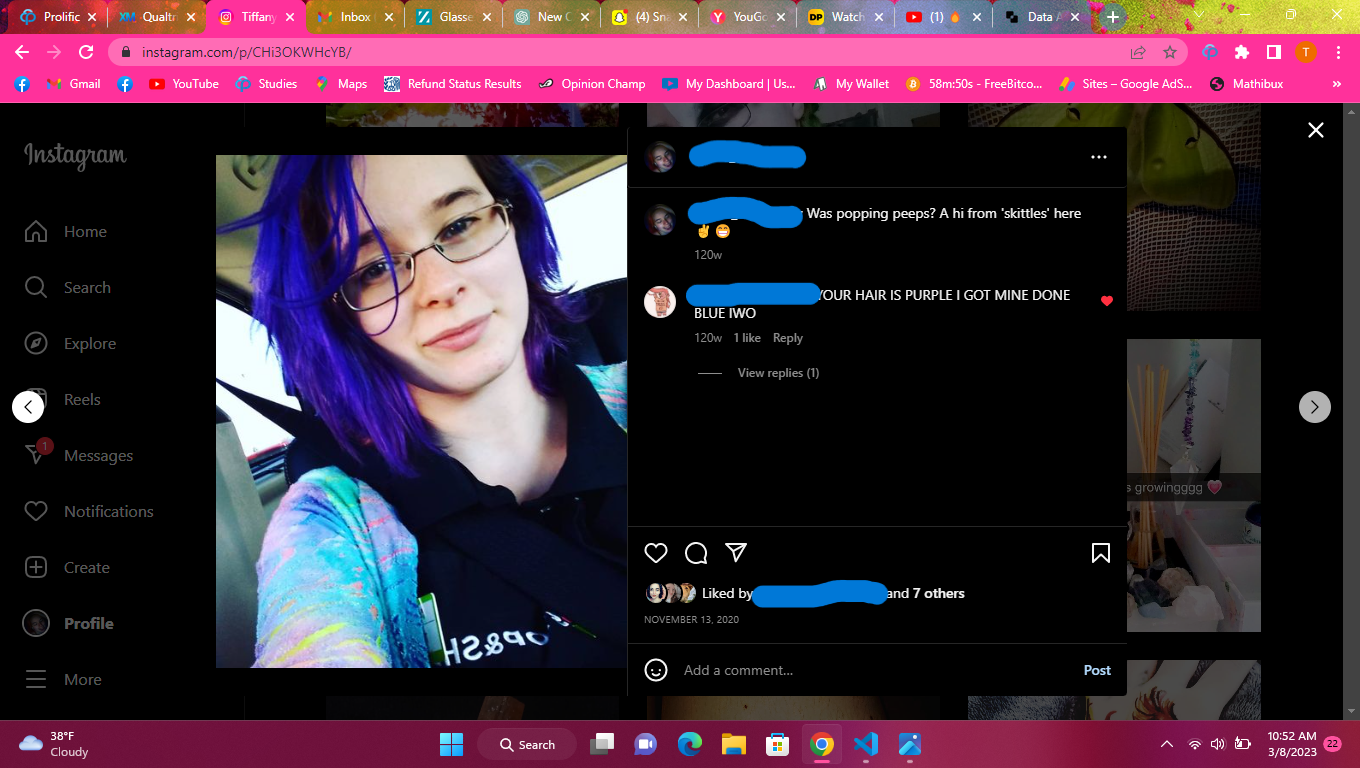 Prolific
Qualtr
Tiffany
Inbox (
Glasse
New C
(4) Sna
YouGo
DP
Watch
(1) 🔥
Data A
instagram.com/p/CHi3OKWHcYB/
T
Gmail
YouTube
Studies
Maps
Refund Status Results
Opinion Champ
My Dashboard | Us...
My Wallet
58m:50s - FreeBitco...
Sites – Google AdS...
Mathibux
»
Instagram
Home
Search
Explore
Reels
1
Messages
Notifications
Create
Profile
More
Was popping peeps? A hi from 'skittles' here
✌️ 😁
120w
YOUR HAIR IS PURPLE I GOT MINE DONE
BLUE IWO
120w 1 like Reply
View replies (1)
s growingggg 💗
Liked by and 7 others
NOVEMBER 13, 2020
Add a comment...
Post
38°F
Cloudy
Search
10:52 AM
3/8/2023
22